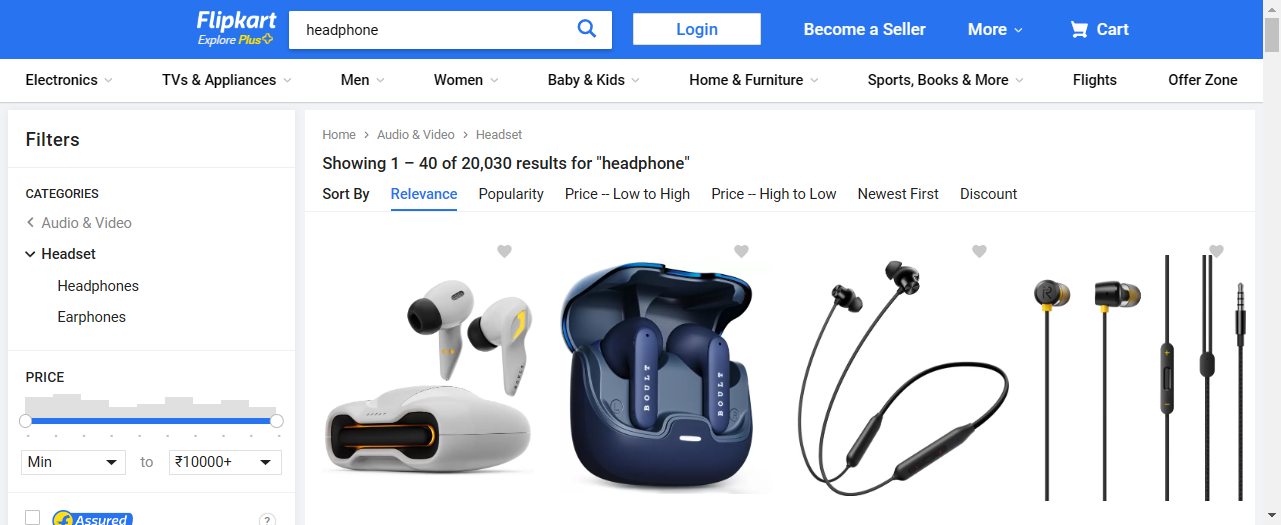 Flipkart
Explore Plus
headphone
Login
Become a Seller
More
Cart
Electronics
TVs & Appliances
Men
Women
Baby & Kids
Home & Furniture
Sports, Books & More
Flights
Offer Zone
Filters
CATEGORIES
Audio & Video
Headset
Headphones
Earphones
PRICE
Min
to
₹10000+
Assured
?
Home > Audio & Video > Headset
Showing 1 – 40 of 20,030 results for "headphone"
Sort By Relevance Popularity Price -- Low to High Price -- High to Low Newest First Discount
BOULT
BOULT